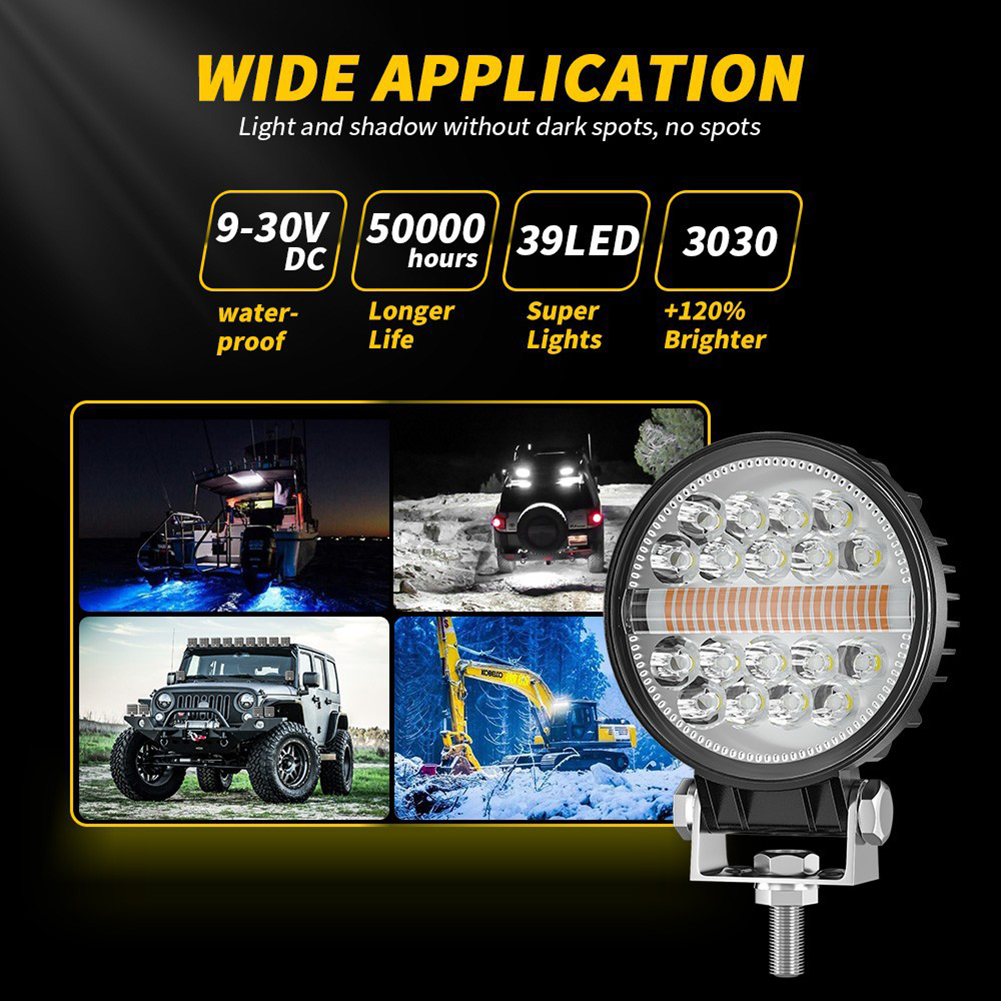 WIDE APPLICATION
Light and shadow without dark spots, no spots
9-30V
DC
50000
hours
39LED
3030
water-
proof
Longer
Life
Super
Lights
+120%
Brighter
KOBELCO